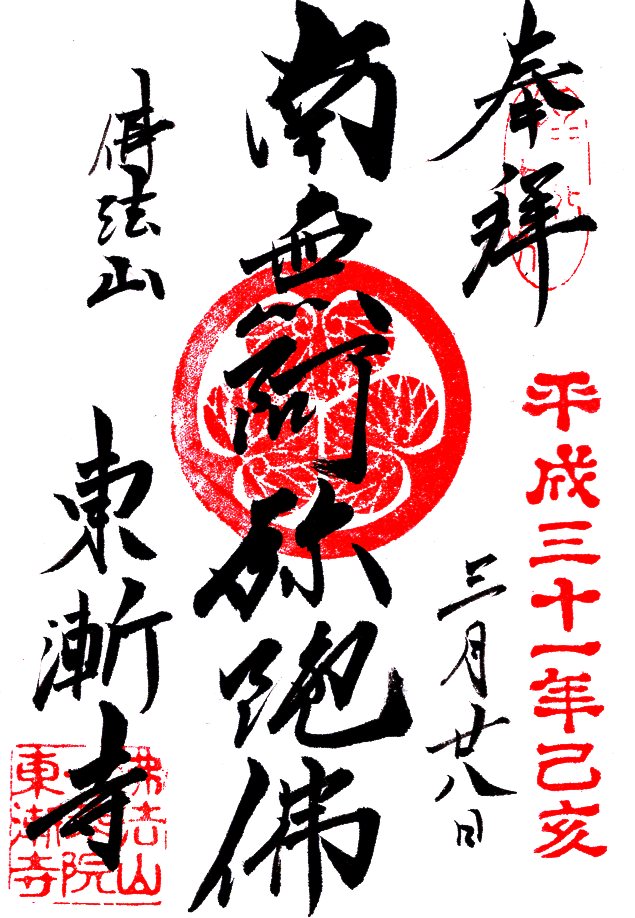 奉拝
平成三十一年己亥
三月廿八日
南無阿弥陀佛
佛法山
東漸寺
佛法山
院
東漸寺